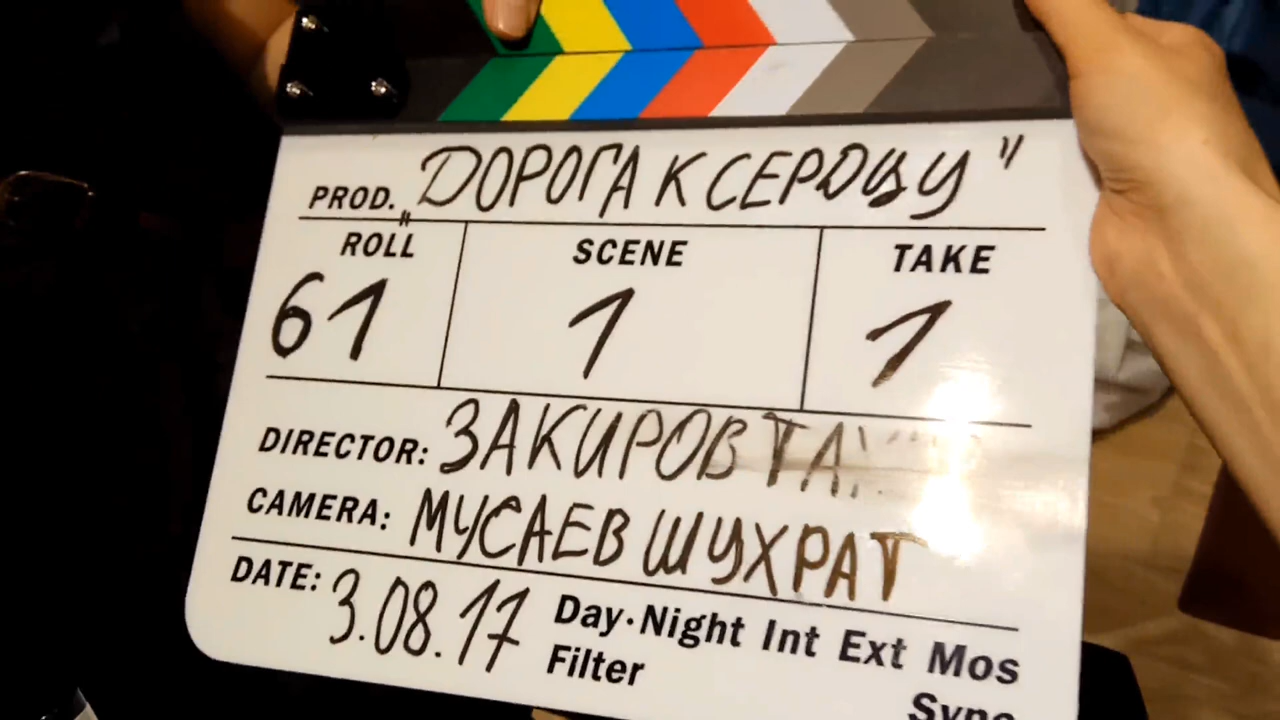 PROD. "ДОРОГА К СЕРДЦУ"
ROLL SCENE TAKE
61 1 1
DIRECTOR: ЗАКИРОВ
CAMERA: МУСАЕВ ШУХРАТ
DATE: 3.08.17 Day·Night Int Ext Mos
Filter Sync